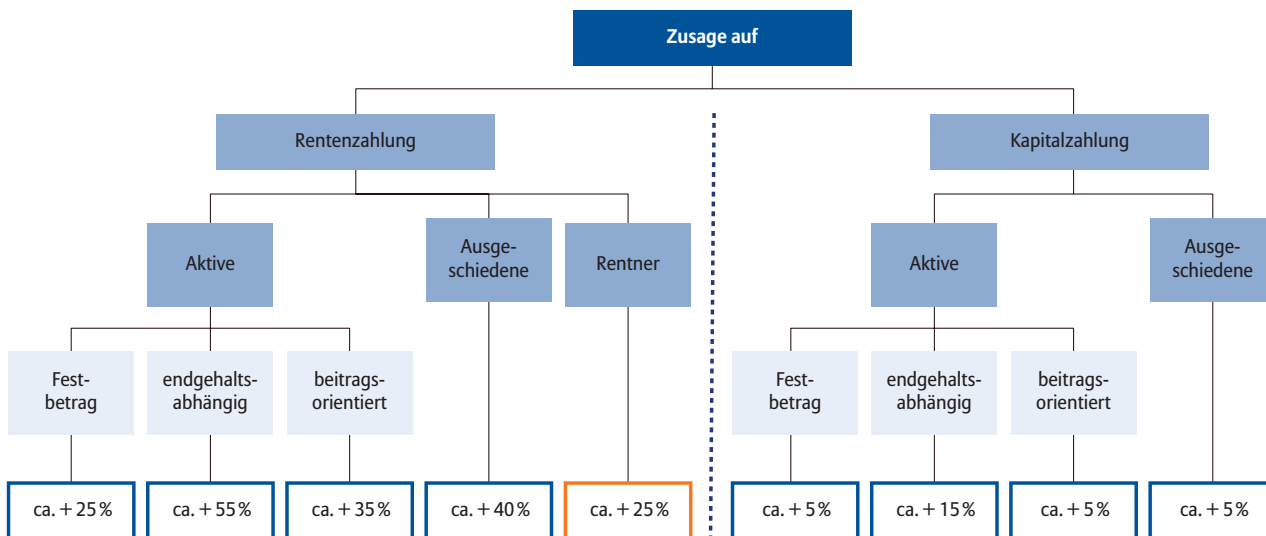 Zusage auf
Rentenzahlung
Kapitalzahlung
Aktive
Ausge-
schiedene
Rentner
Aktive
Ausge-
schiedene
Fest-
betrag
endgehalts-
abhängig
beitrags-
orientiert
Fest-
betrag
endgehalts-
abhängig
beitrags-
orientiert
ca. + 25 %
ca. + 55 %
ca. + 35 %
ca. + 40 %
ca. + 25 %
ca. + 5 %
ca. + 15 %
ca. + 5 %
ca. + 5 %